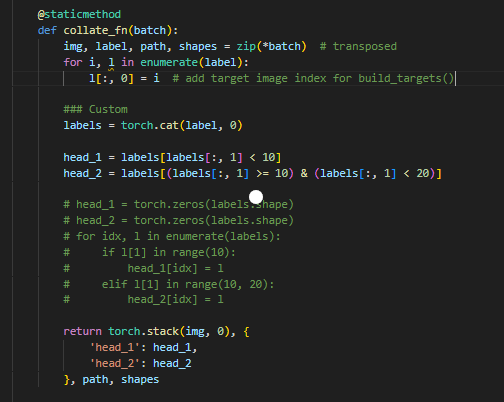 @staticmethod
def collate_fn(batch):
    img, label, path, shapes = zip(*batch)  # transposed
    for i, l in enumerate(label):
        l[:, 0] = i  # add target image index for build_targets()

    ### Custom
    labels = torch.cat(label, 0)

    head_1 = labels[labels[:, 1] < 10]
    head_2 = labels[(labels[:, 1] >= 10) & (labels[:, 1] < 20)]

    # head_1 = torch.zeros(labels.shape)
    # head_2 = torch.zeros(labels.shape)
    # for idx, l in enumerate(labels):
    #     if l[1] in range(10):
    #         head_1[idx] = l
    #     elif l[1] in range(10, 20):
    #         head_2[idx] = l

    return torch.stack(img, 0), {
        'head_1': head_1,
        'head_2': head_2
    }, path, shapes